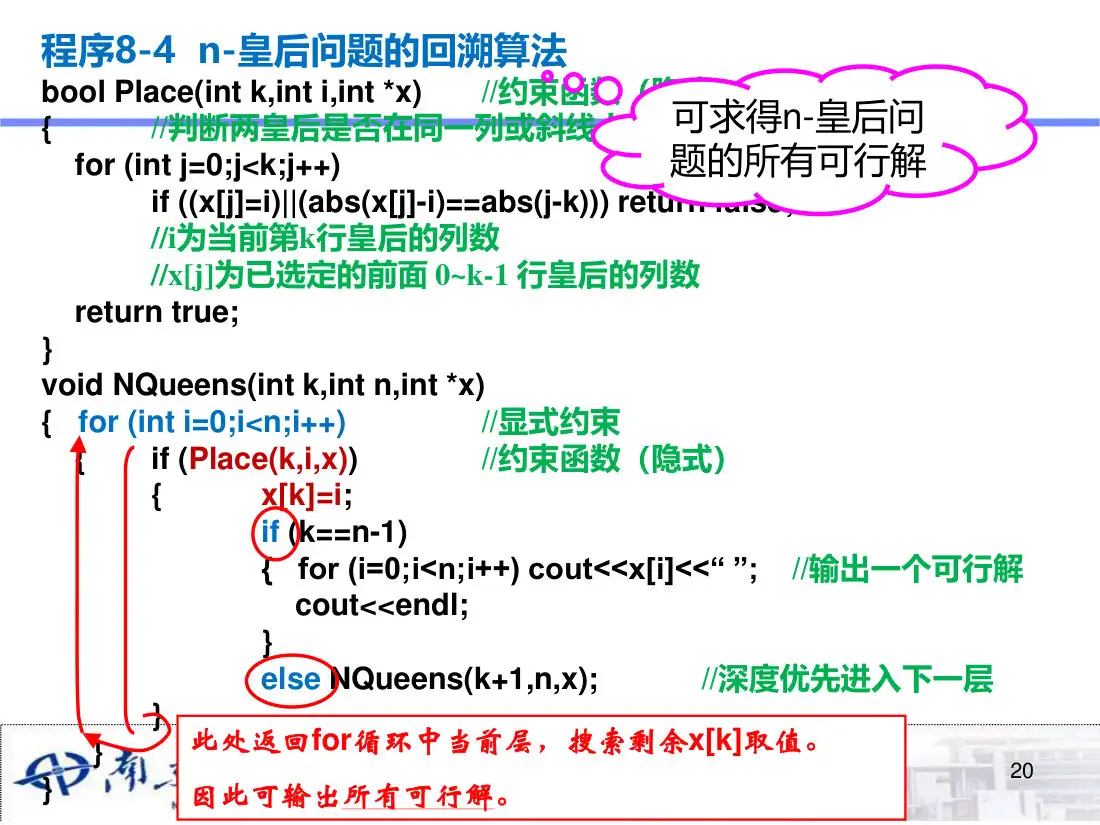 程序8-4 n-皇后问题的回溯算法
bool Place(int k,int i,int *x) //约束函数（
可求得n-皇后问
题的所有可行解
{ //判断两皇后是否在同一列或斜线
for (int j=0;j<k;j++)
if ((x[j]=i)||(abs(x[j]-i)==abs(j-k))) return false;
//i为当前第k行皇后的列数
//x[j]为已选定的前面 0~k-1 行皇后的列数
return true;
}
void NQueens(int k,int n,int *x)
{ for (int i=0;i<n;i++) //显式约束
{ if (Place(k,i,x)) //约束函数（隐式）
{ x[k]=i;
if (k==n-1)
{ for (i=0;i<n;i++) cout<<x[i]<<“ ”; //输出一个可行解
cout<<endl;
}
else NQueens(k+1,n,x); //深度优先进入下一层
}
此处返回for循环中当前层，搜索剩余x[k]取值。
}
南
20
}
因此可输出所有可行解。